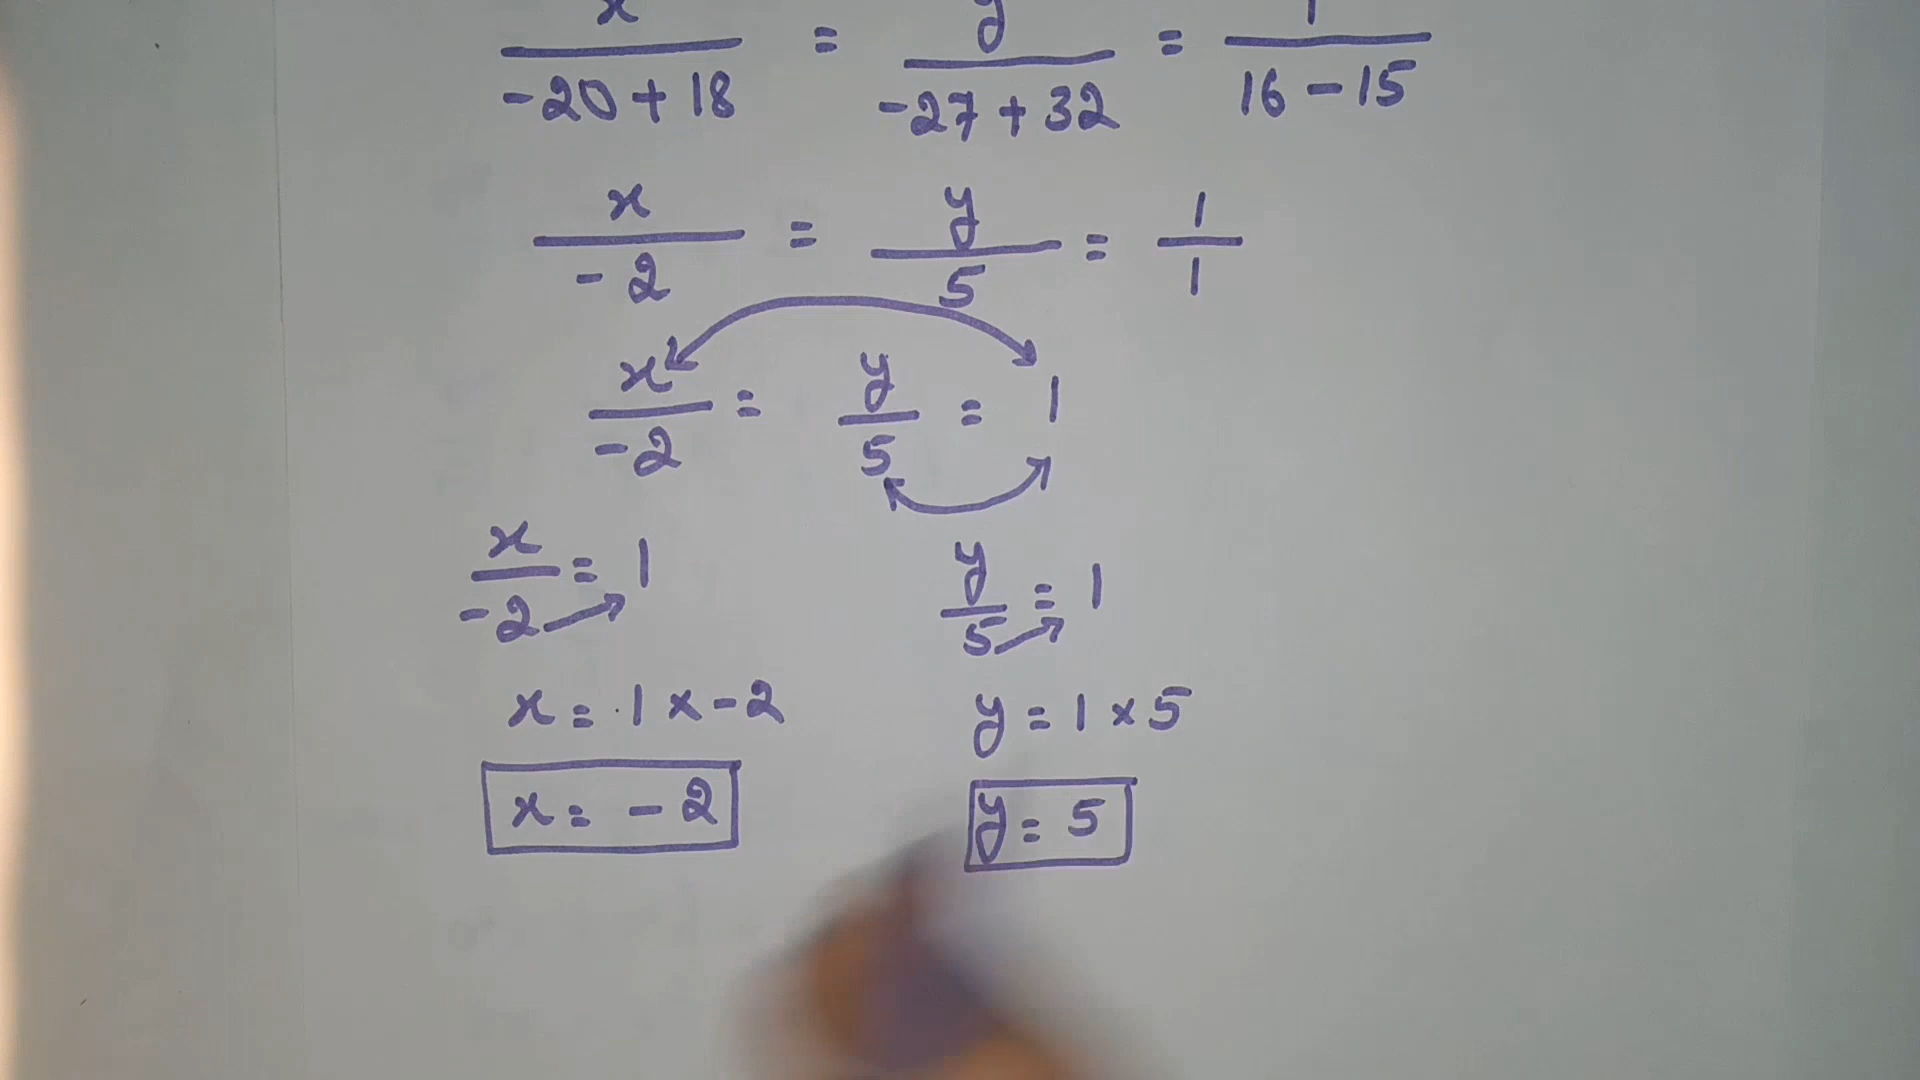 x/(-20+18) = y/(-27+32) = 1/(16-15)
x/-2 = y/5 = 1/1
x/-2 = y/5 = 1
x/-2 = 1 y/5 = 1
x = 1 x -2 y = 1 x 5
x = -2 y = 5